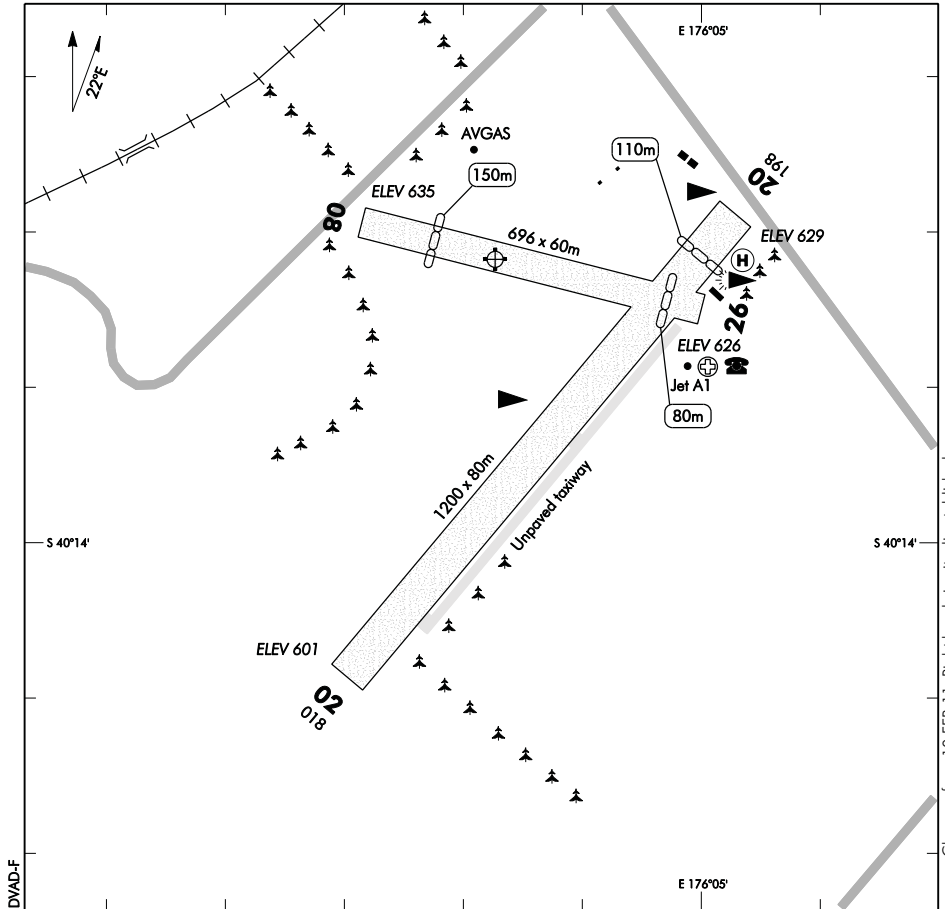 E 176°05'
22°E
AVGAS
110m
150m
198
20
ELEV 635
08
ELEV 629
696 x 60m
H
26
ELEV 626
Jet A1
80m
1200 x 80m
Unpaved taxiway
S 40°14'
S 40°14'
ELEV 601
02
018
E 176°05'
DVAD-F